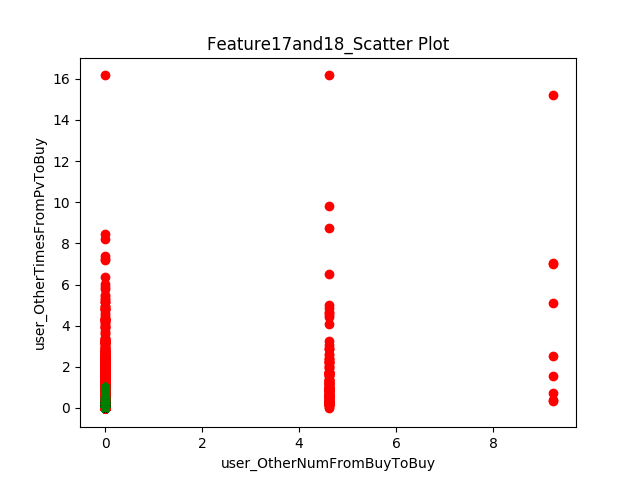 Feature17and18_Scatter Plot
16
14
12
10
8
6
4
2
0
user_OtherTimesFromPvToBuy
0 2 4 6 8
user_OtherNumFromBuyToBuy